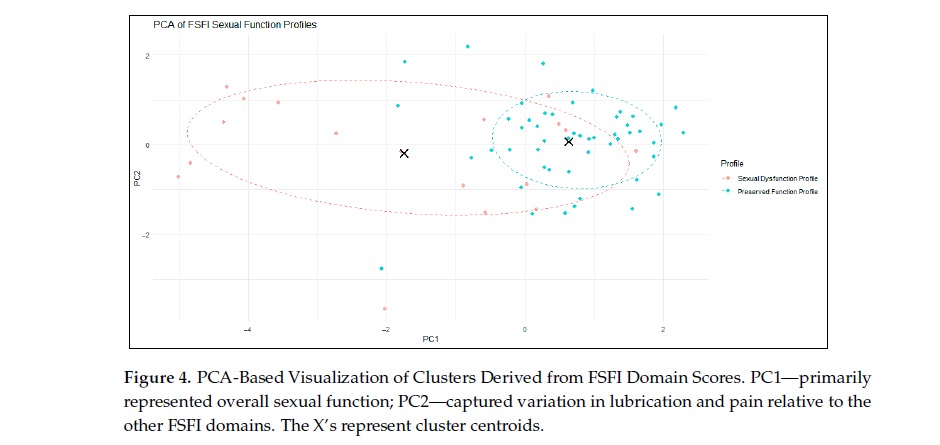 PCA of FSFI Sexual Function Profiles
2
0
−2
PC2
−4
−2
0
2
PC1
Profile
Sexual Dysfunction Profile
Preserved Function Profile
Figure 4. PCA-Based Visualization of Clusters Derived from FSFI Domain Scores. PC1—primarily
represented overall sexual function; PC2—captured variation in lubrication and pain relative to the
other FSFI domains. The X’s represent cluster centroids.